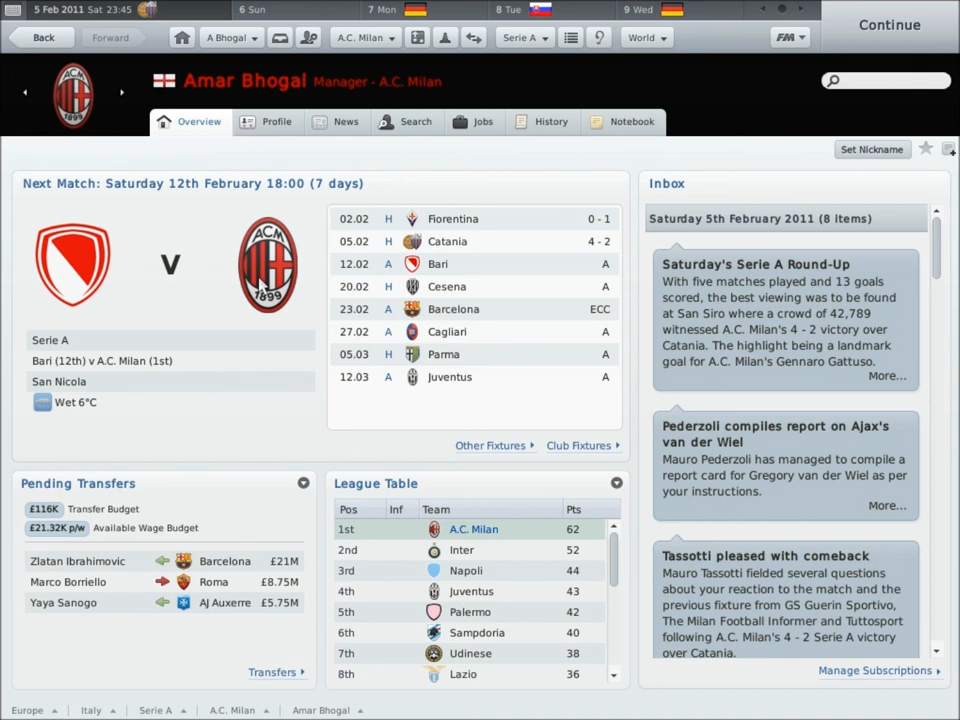 5 Feb 2011 Sat 23:45
6 Sun
7 Mon
8 Tue
9 Wed
Continue
Back
Forward
A Bhogal
A.C. Milan
Serie A
World
FM
ACM
1899
Amar Bhogal Manager - A.C. Milan
Overview
Profile
News
Search
Jobs
History
Notebook
Set Nickname
Next Match: Saturday 12th February 18:00 (7 days)
V
ACM
1899
Serie A
Bari (12th) v A.C. Milan (1st)
San Nicola
Wet 6°C
02.02 H Fiorentina 0 - 1
05.02 H Catania 4 - 2
12.02 A Bari A
20.02 H Cesena A
23.02 A Barcelona ECC
27.02 A Cagliari A
05.03 H Parma A
12.03 A Juventus A
Other Fixtures
Club Fixtures
Pending Transfers
£116K Transfer Budget
£21.32K p/w Available Wage Budget
Zlatan Ibrahimovic Barcelona £21M
Marco Borriello Roma £8.75M
Yaya Sanogo AJ Auxerre £5.75M
Transfers
League Table
Pos Inf Team Pts
1st A.C. Milan 62
2nd Inter 52
3rd Napoli 44
4th Juventus 43
5th Palermo 42
6th Sampdoria 40
7th Udinese 38
8th Lazio 36
Inbox
Saturday 5th February 2011 (8 items)
Saturday's Serie A Round-Up
With five matches played and 13 goals
scored, the best viewing was to be found
at San Siro where a crowd of 42,789
witnessed A.C. Milan's 4 - 2 victory over
Catania. The highlight being a landmark
goal for A.C. Milan's Gennaro Gattuso.
More...
Pederzoli compiles report on Ajax's
van der Wiel
Mauro Pederzoli has managed to compile a
report card for Gregory van der Wiel as per
your instructions.
More...
Tassotti pleased with comeback
Mauro Tassotti fielded several questions
about your reaction to the match and the
previous fixture from GS Guerin Sportivo,
The Milan Football Informer and Tuttosport
following A.C. Milan's 4 - 2 Serie A victory
over Catania.
Manage Subscriptions
Europe
Italy
Serie A
A.C. Milan
Amar Bhogal